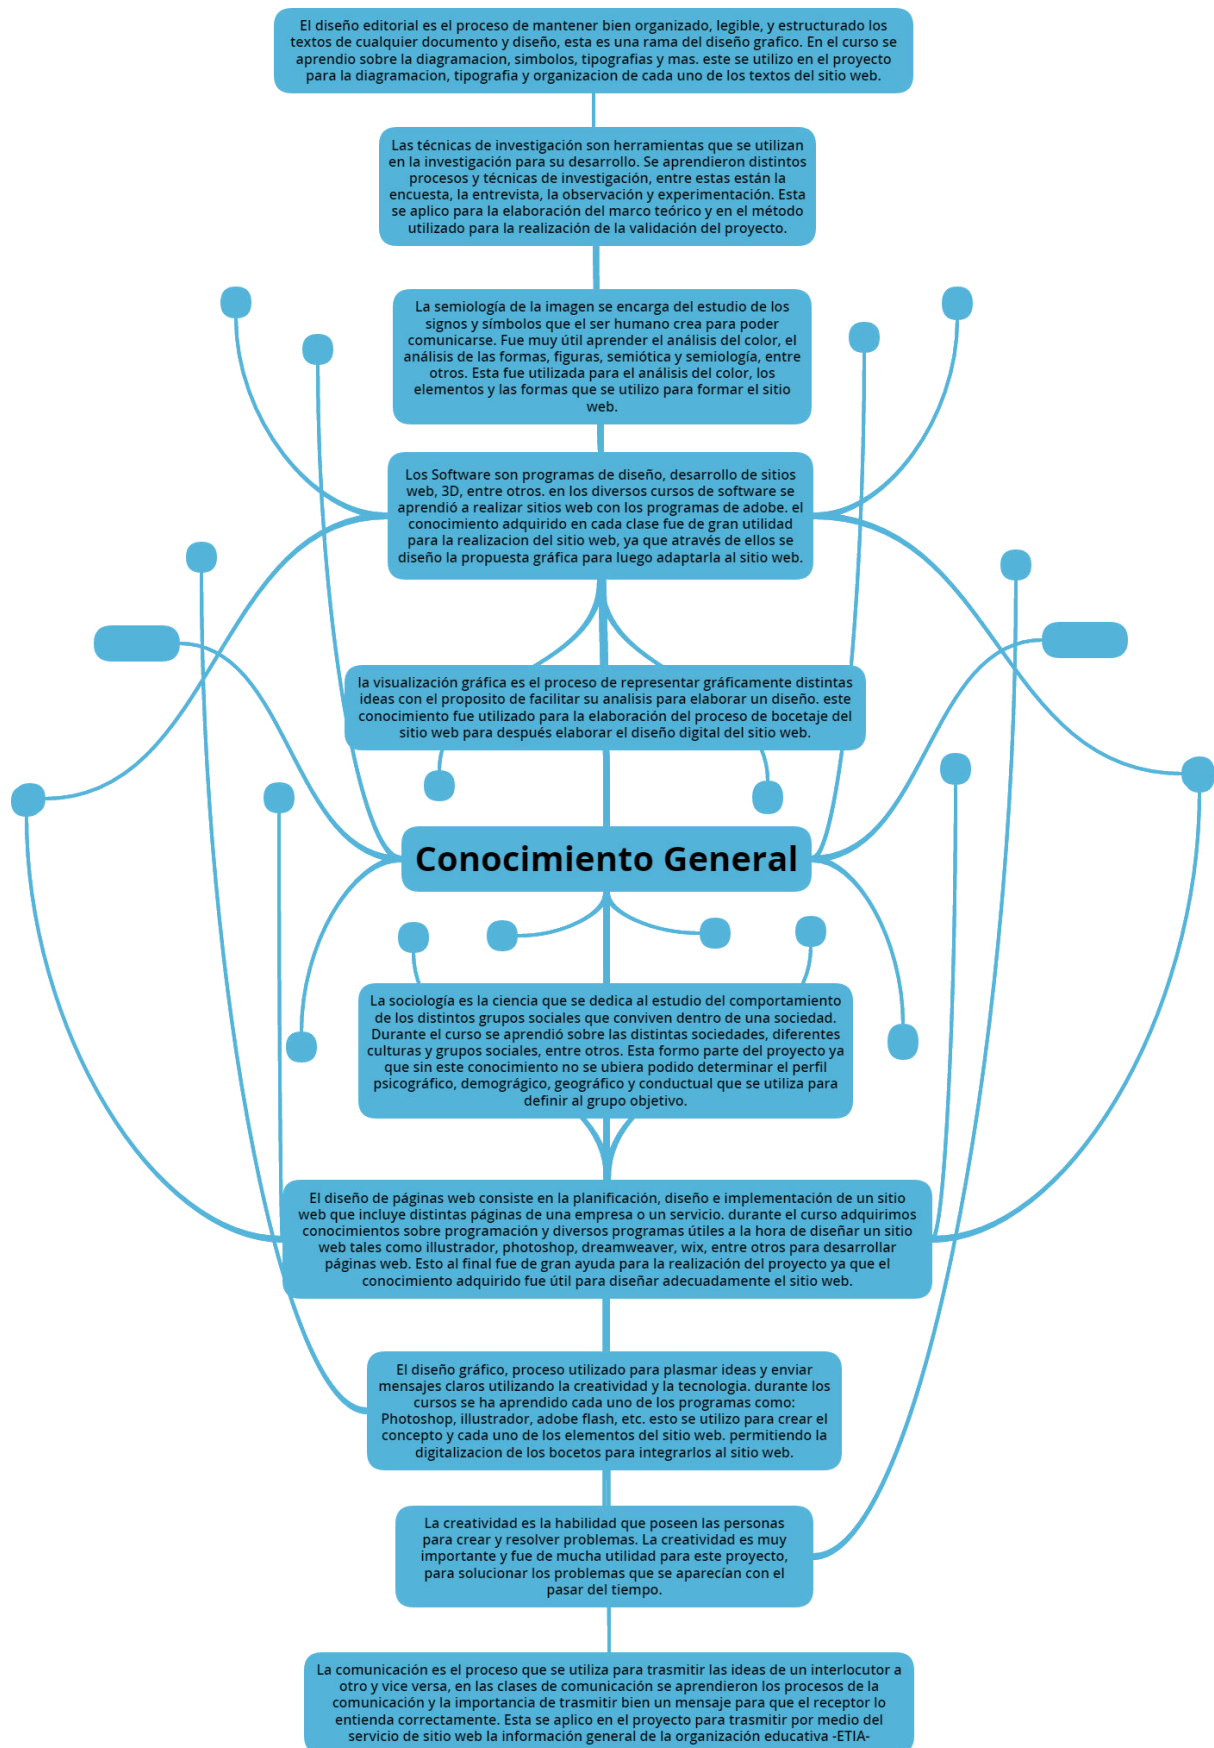 El diseño editorial es el proceso de mantener bien organizado, legible, y estructurado los
textos de cualquier documento y diseño, esta es una rama del diseño grafico. En el curso se
aprendio sobre la diagramacion, simbolos, tipografias y mas. este se utilizo en el proyecto
para la diagramacion, tipografia y organizacion de cada uno de los textos del sitio web.
Las técnicas de investigación son herramientas que se utilizan
en la investigación para su desarrollo. Se aprendieron distintos
procesos y técnicas de investigación, entre estas están la
encuesta, la entrevista, la observación y experimentación. Esta
se aplico para la elaboración del marco teórico y en el método
utilizado para la realización de la validación del proyecto.
La semiología de la imagen se encarga del estudio de los
signos y símbolos que el ser humano crea para poder
comunicarse. Fue muy útil aprender el análisis del color, el
análisis de las formas, figuras, semiótica y semiología, entre
otros. Esta fue utilizada para el análisis del color, los
elementos y las formas que se utilizo para formar el sitio
web.
Los Software son programas de diseño, desarrollo de sitios
web, 3D, entre otros. en los diversos cursos de software se
aprendió a realizar sitios web con los programas de adobe. el
conocimiento adquirido en cada clase fue de gran utilidad
para la realizacion del sitio web, ya que através de ellos se
diseño la propuesta gráfica para luego adaptarla al sitio web.
la visualización gráfica es el proceso de representar gráficamente distintas
ideas con el proposito de facilitar su analisis para elaborar un diseño. este
conocimiento fue utilizado para la elaboración del proceso de bocetaje del
sitio web para después elaborar el diseño digital del sitio web.
Conocimiento General
La sociología es la ciencia que se dedica al estudio del comportamiento
de los distintos grupos sociales que conviven dentro de una sociedad.
Durante el curso se aprendió sobre las distintas sociedades, diferentes
culturas y grupos sociales, entre otros. Esta formo parte del proyecto ya
que sin este conocimiento no se ubiera podido determinar el perfil
psicográfico, demográgico, geográfico y conductual que se utiliza para
definir al grupo objetivo.
El diseño de páginas web consiste en la planificación, diseño e implementación de un sitio
web que incluye distintas páginas de una empresa o un servicio. durante el curso adquirimos
conocimientos sobre programación y diversos programas útiles a la hora de diseñar un sitio
web tales como illustrador, photoshop, dreamweaver, wix, entre otros para desarrollar
páginas web. Esto al final fue de gran ayuda para la realización del proyecto ya que el
conocimiento adquirido fue útil para diseñar adecuadamente el sitio web.
El diseño gráfico, proceso utilizado para plasmar ideas y enviar
mensajes claros utilizando la creatividad y la tecnologia. durante los
cursos se ha aprendido cada uno de los programas como:
Photoshop, illustrador, adobe flash, etc. esto se utilizo para crear el
concepto y cada uno de los elementos del sitio web. permitiendo la
digitalizacion de los bocetos para integrarlos al sitio web.
La creatividad es la habilidad que poseen las personas
para crear y resolver problemas. La creatividad es muy
importante y fue de mucha utilidad para este proyecto,
para solucionar los problemas que se aparecían con el
pasar del tiempo.
La comunicación es el proceso que se utiliza para trasmitir las ideas de un interlocutor a
otro y vice versa, en las clases de comunicación se aprendieron los procesos de la
comunicación y la importancia de trasmitir bien un mensaje para que el receptor lo
entienda correctamente. Esta se aplico en el proyecto para trasmitir por medio del
servicio de sitio web la información general de la organización educativa -ETIA-